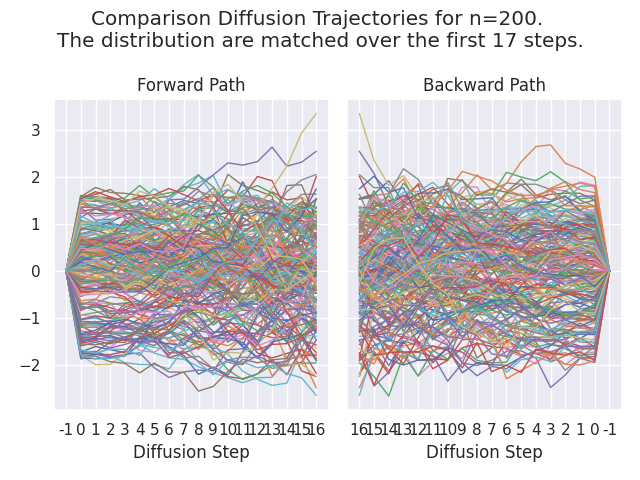 Comparison Diffusion Trajectories for n=200.
The distribution are matched over the first 17 steps.
Forward Path
Backward Path
3
2
1
0
−1
−2
-1 0 1 2 3 4 5 6 7 8 9 10 11 12 13 14 15 16
16 15 14 13 12 11 10 9 8 7 6 5 4 3 2 1 0 -1
Diffusion Step
Diffusion Step